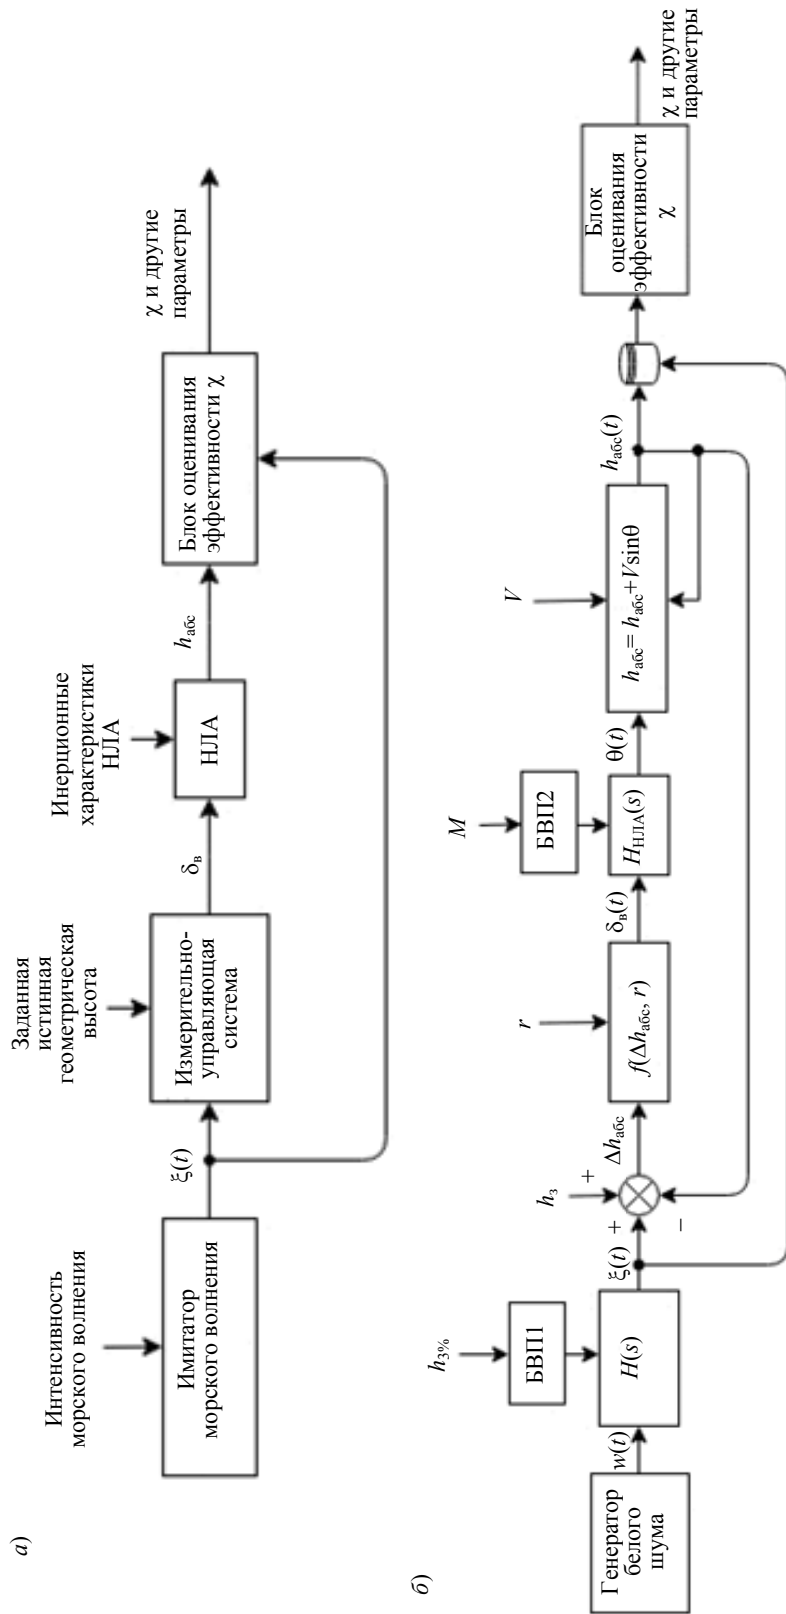 а)
Интенсивность
морского волнения
Имитатор
морского волнения
ξ(t)
Заданная
истинная
геометрическая
высота
Измерительно-
управляющая
система
δв
Инерционные
характеристики
НЛА
НЛА
hабс
Блок оценивания
эффективности χ
χ и другие
параметры
б)
Генератор
белого
шума
w(t)
h3%
БВП1
H(s)
ξ(t)
hз
+
+
−
Δhабс
r
f(Δhабс, r)
δв(t)
M
БВП2
HНЛА(s)
θ(t)
V
hабс= hабс+Vsinθ
hабс(t)
Блок
оценивания
эффективности
χ
χ и другие
параметры